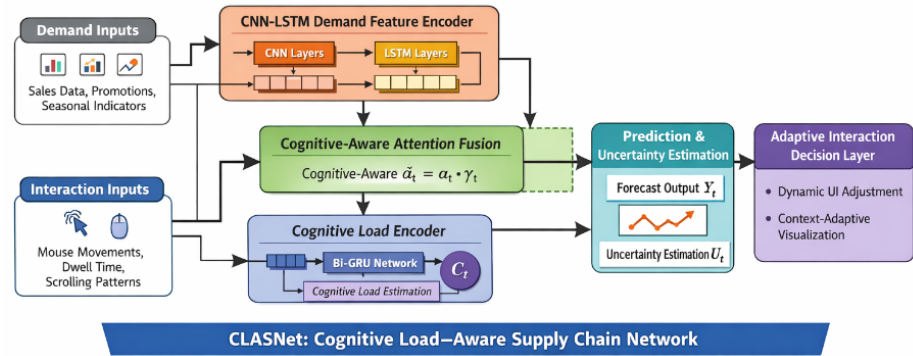 Demand Inputs
Sales Data, Promotions,
Seasonal Indicators
Interaction Inputs
Mouse Movements,
Dwell Time,
Scrolling Patterns
CNN-LSTM Demand Feature Encoder
CNN Layers
LSTM Layers
Cognitive-Aware Attention Fusion
Cognitive-Aware α̃t = αt • γt
Cognitive Load Encoder
Bi-GRU Network
Ct
Cognitive Load Estimation
Prediction &
Uncertainty Estimation
Forecast Output Yt
Uncertainty Estimation Ut
Adaptive Interaction
Decision Layer
• Dynamic UI Adjustment
• Context-Adaptive
Visualization
CLASNet: Cognitive Load—Aware Supply Chain Network